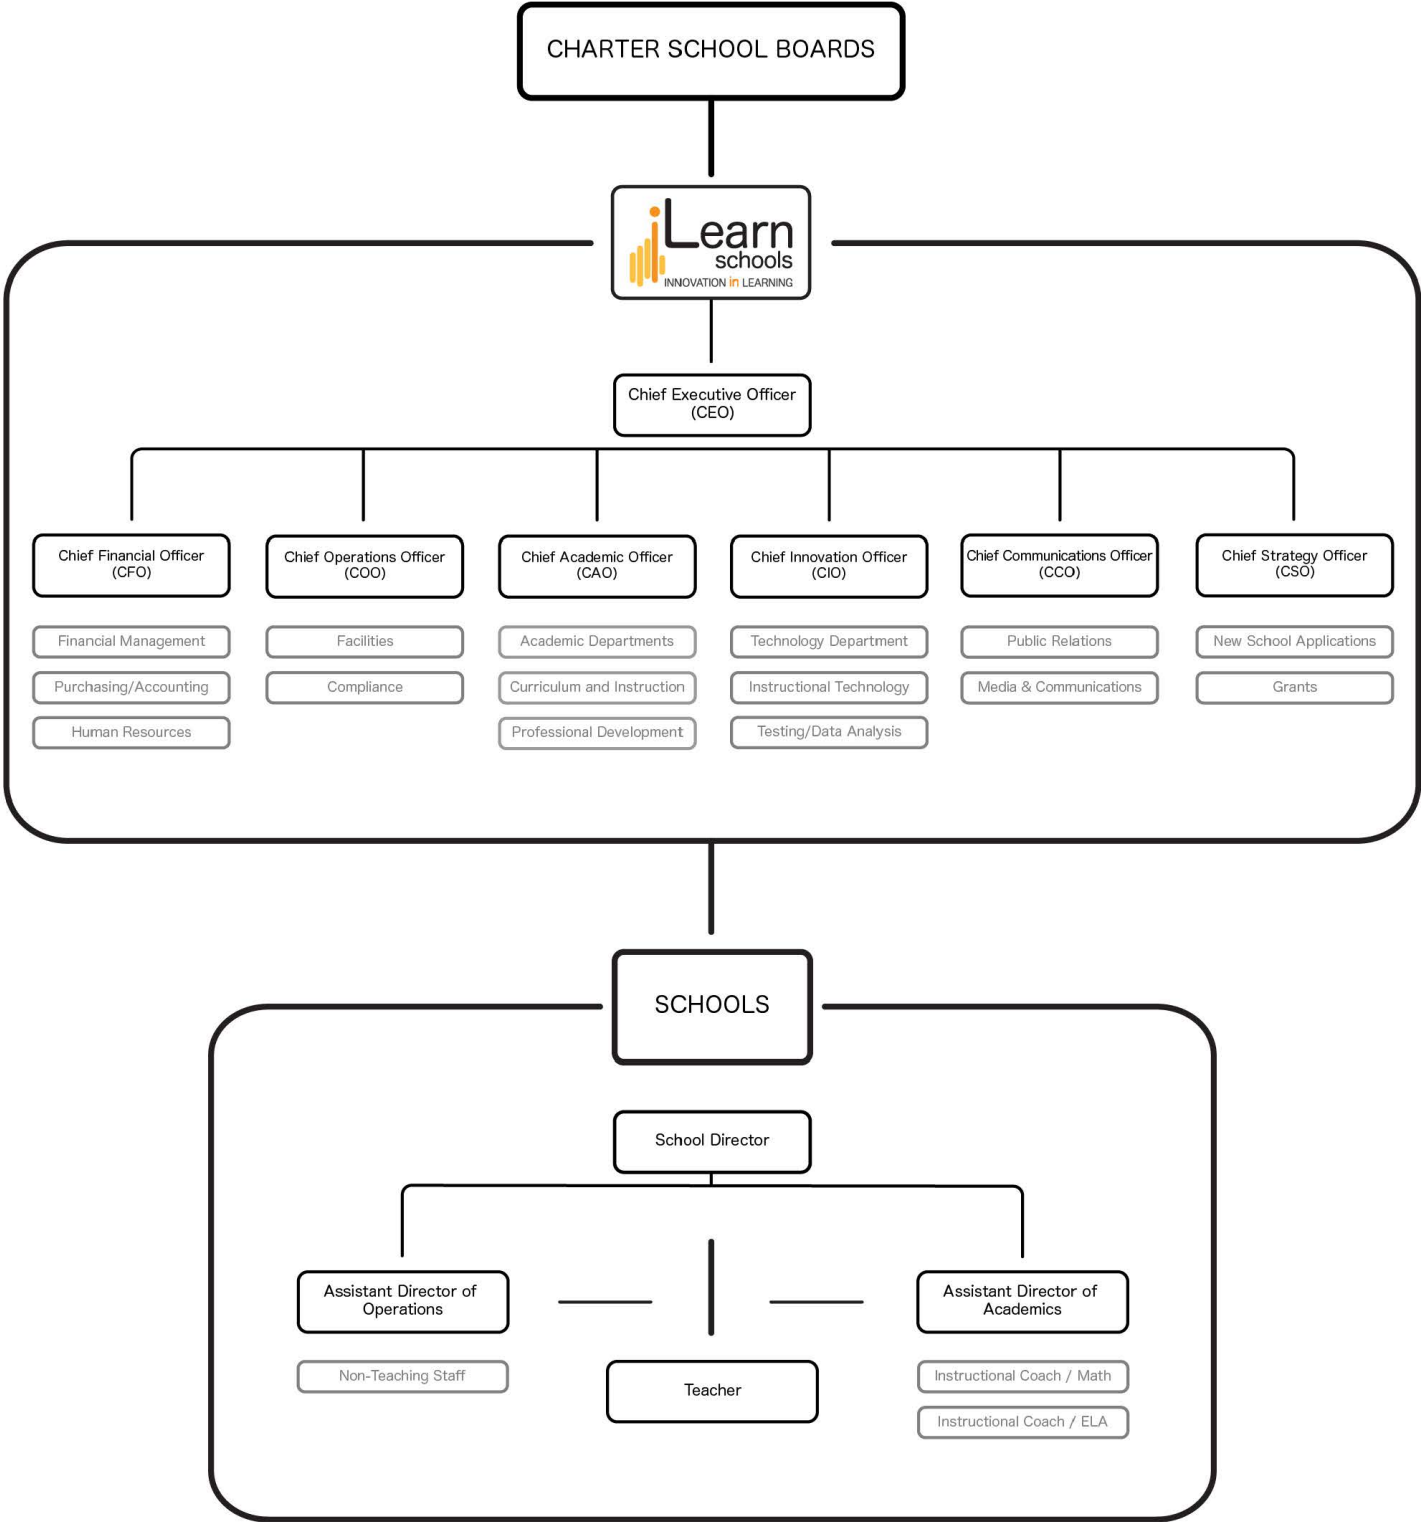 CHARTER SCHOOL BOARDS
iLearn
schools
INNOVATION in LEARNING
Chief Executive Officer
(CEO)
Chief Financial Officer
(CFO)
Financial Management
Purchasing/Accounting
Human Resources
Chief Operations Officer
(COO)
Facilities
Compliance
Chief Academic Officer
(CAO)
Academic Departments
Curriculum and Instruction
Professional Development
Chief Innovation Officer
(CIO)
Technology Department
Instructional Technology
Testing/Data Analysis
Chief Communications Officer
(CCO)
Public Relations
Media & Communications
Chief Strategy Officer
(CSO)
New School Applications
Grants
SCHOOLS
School Director
Assistant Director of
Operations
Non-Teaching Staff
Teacher
Assistant Director of
Academics
Instructional Coach / Math
Instructional Coach / ELA